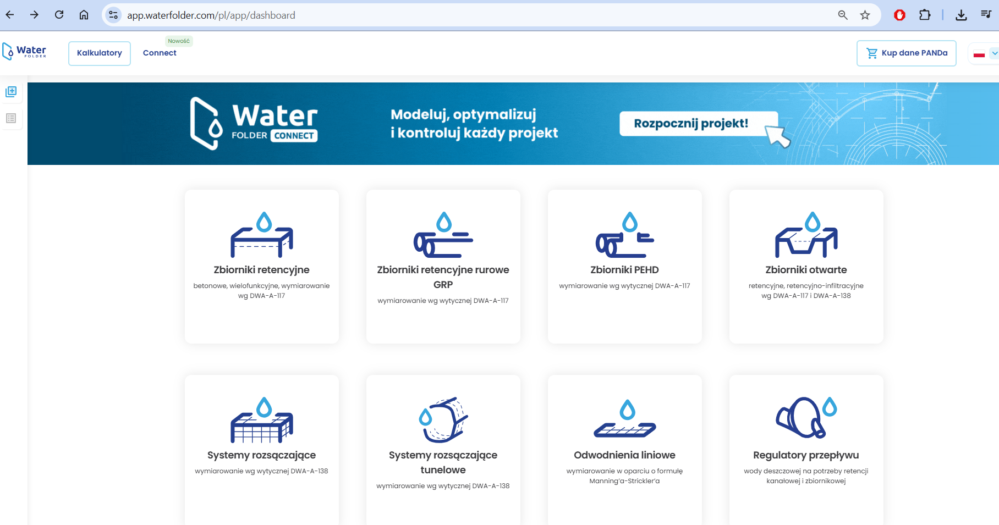 app.waterfolder.com/pl/app/dashboard
Water
FOLDER
Kalkulatory
Nowość
Connect
Kup dane PANDa
Water
FOLDER CONNECT
Modeluj, optymalizuj
i kontroluj każdy projekt
Rozpocznij projekt!
Zbiorniki retencyjne
betonowe, wielofunkcyjne, wymiarowanie
wg DWA-A-117
Zbiorniki retencyjne rurowe
GRP
wymiarowanie wg wytycznej DWA-A-117
Zbiorniki PEHD
wymiarowanie wg wytycznej DWA-A-117
Zbiorniki otwarte
retencyjne, retencyjno-infiltracyjne
wg DWA-A-117 i DWA-A-138
Systemy rozsączające
wymiarowanie wg wytycznej DWA-A-138
Systemy rozsączające
tunelowe
wymiarowanie wg wytycznej DWA-A-138
Odwodnienia liniowe
wymiarowanie w oparciu o formułę
Manning'a-Strickler'a
Regulatory przepływu
wody deszczowej na potrzeby retencji
kanałowej i zbiornikowej